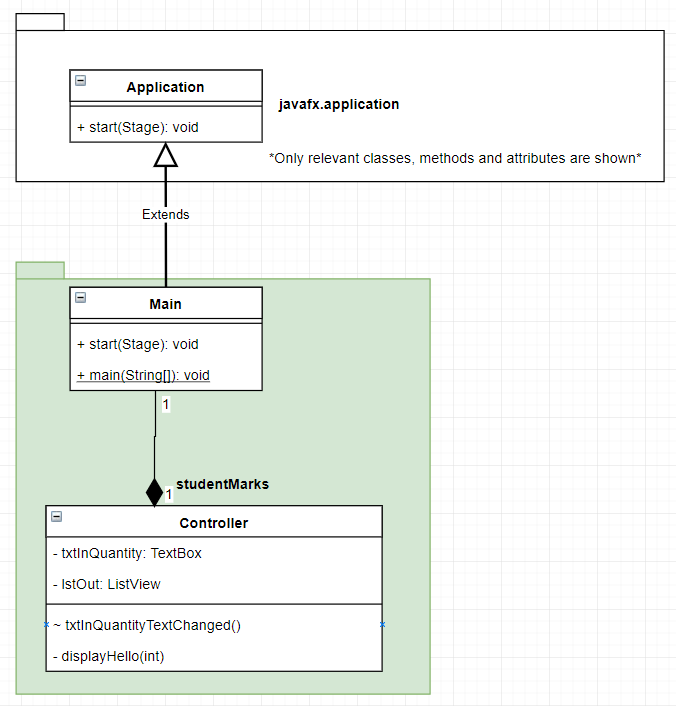 Application
+ start(Stage): void
javafx.application
*Only relevant classes, methods and attributes are shown*
Extends
Main
+ start(Stage): void
+ main(String[]): void
1
studentMarks
1
Controller
- txtInQuantity: TextBox
- lstOut: ListView
~ txtInQuantityTextChanged()
- displayHello(int)